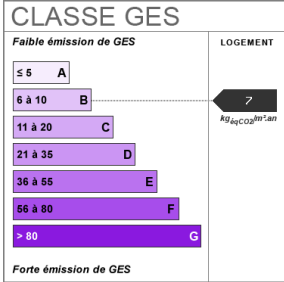 CLASSE GES
Faible émission de GES
LOGEMENT
≤ 5 A
6 à 10 B
7
kgéqCO2/m².an
11 à 20 C
21 à 35 D
36 à 55 E
56 à 80 F
> 80 G
Forte émission de GES